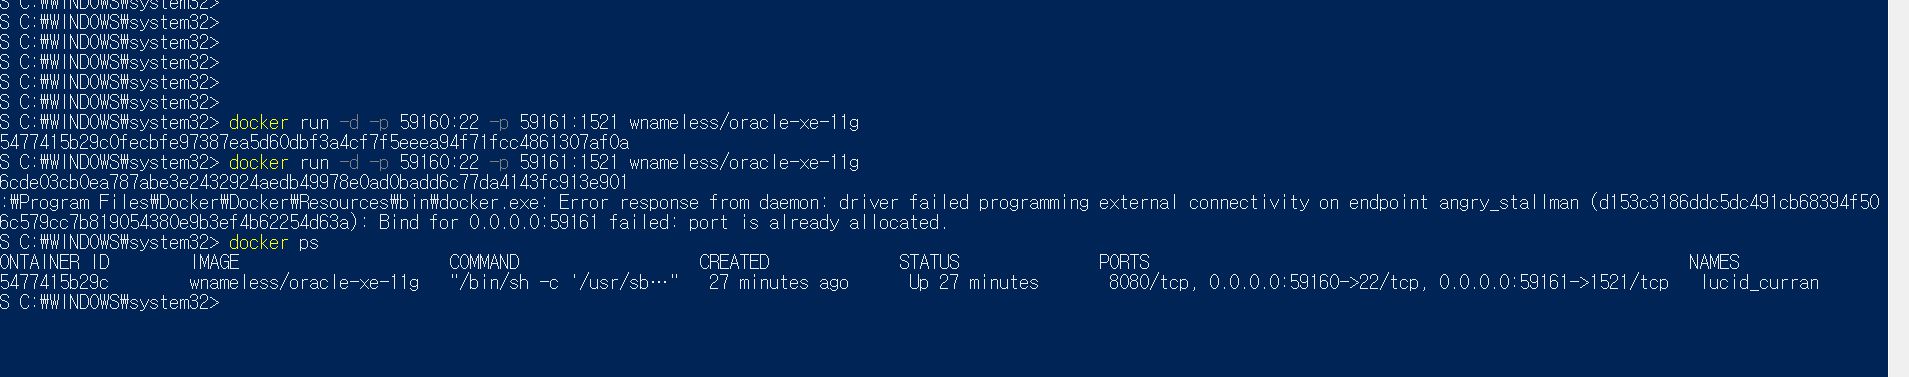 S C:₩WINDOWS₩system32>
S C:₩WINDOWS₩system32>
S C:₩WINDOWS₩system32>
S C:₩WINDOWS₩system32>
S C:₩WINDOWS₩system32>
S C:₩WINDOWS₩system32>
S C:₩WINDOWS₩system32> docker run -d -p 59160:22 -p 59161:1521 wnameless/oracle-xe-11g
5477415b29c0fecbfe97387ea5d60dbf3a4cf7f5eeea94f71fcc4861307af0a
S C:₩WINDOWS₩system32> docker run -d -p 59160:22 -p 59161:1521 wnameless/oracle-xe-11g
6cde03cb0ea787abe3e2432924aedb49978e0ad0badd6c77da4143fc913e901
:₩Program Files₩Docker₩Docker₩Resources₩bin₩docker.exe: Error response from daemon: driver failed programming external connectivity on endpoint angry_stallman (d153c3186ddc5dc491cb68394f50
6c579cc7b819054380e9b3ef4b62254d63a): Bind for 0.0.0.0:59161 failed: port is already allocated.
S C:₩WINDOWS₩system32> docker ps
ONTAINER ID IMAGE COMMAND CREATED STATUS PORTS NAMES
5477415b29c wnameless/oracle-xe-11g "/bin/sh -c '/usr/sb…" 27 minutes ago Up 27 minutes 8080/tcp, 0.0.0.0:59160->22/tcp, 0.0.0.0:59161->1521/tcp lucid_curran
S C:₩WINDOWS₩system32>